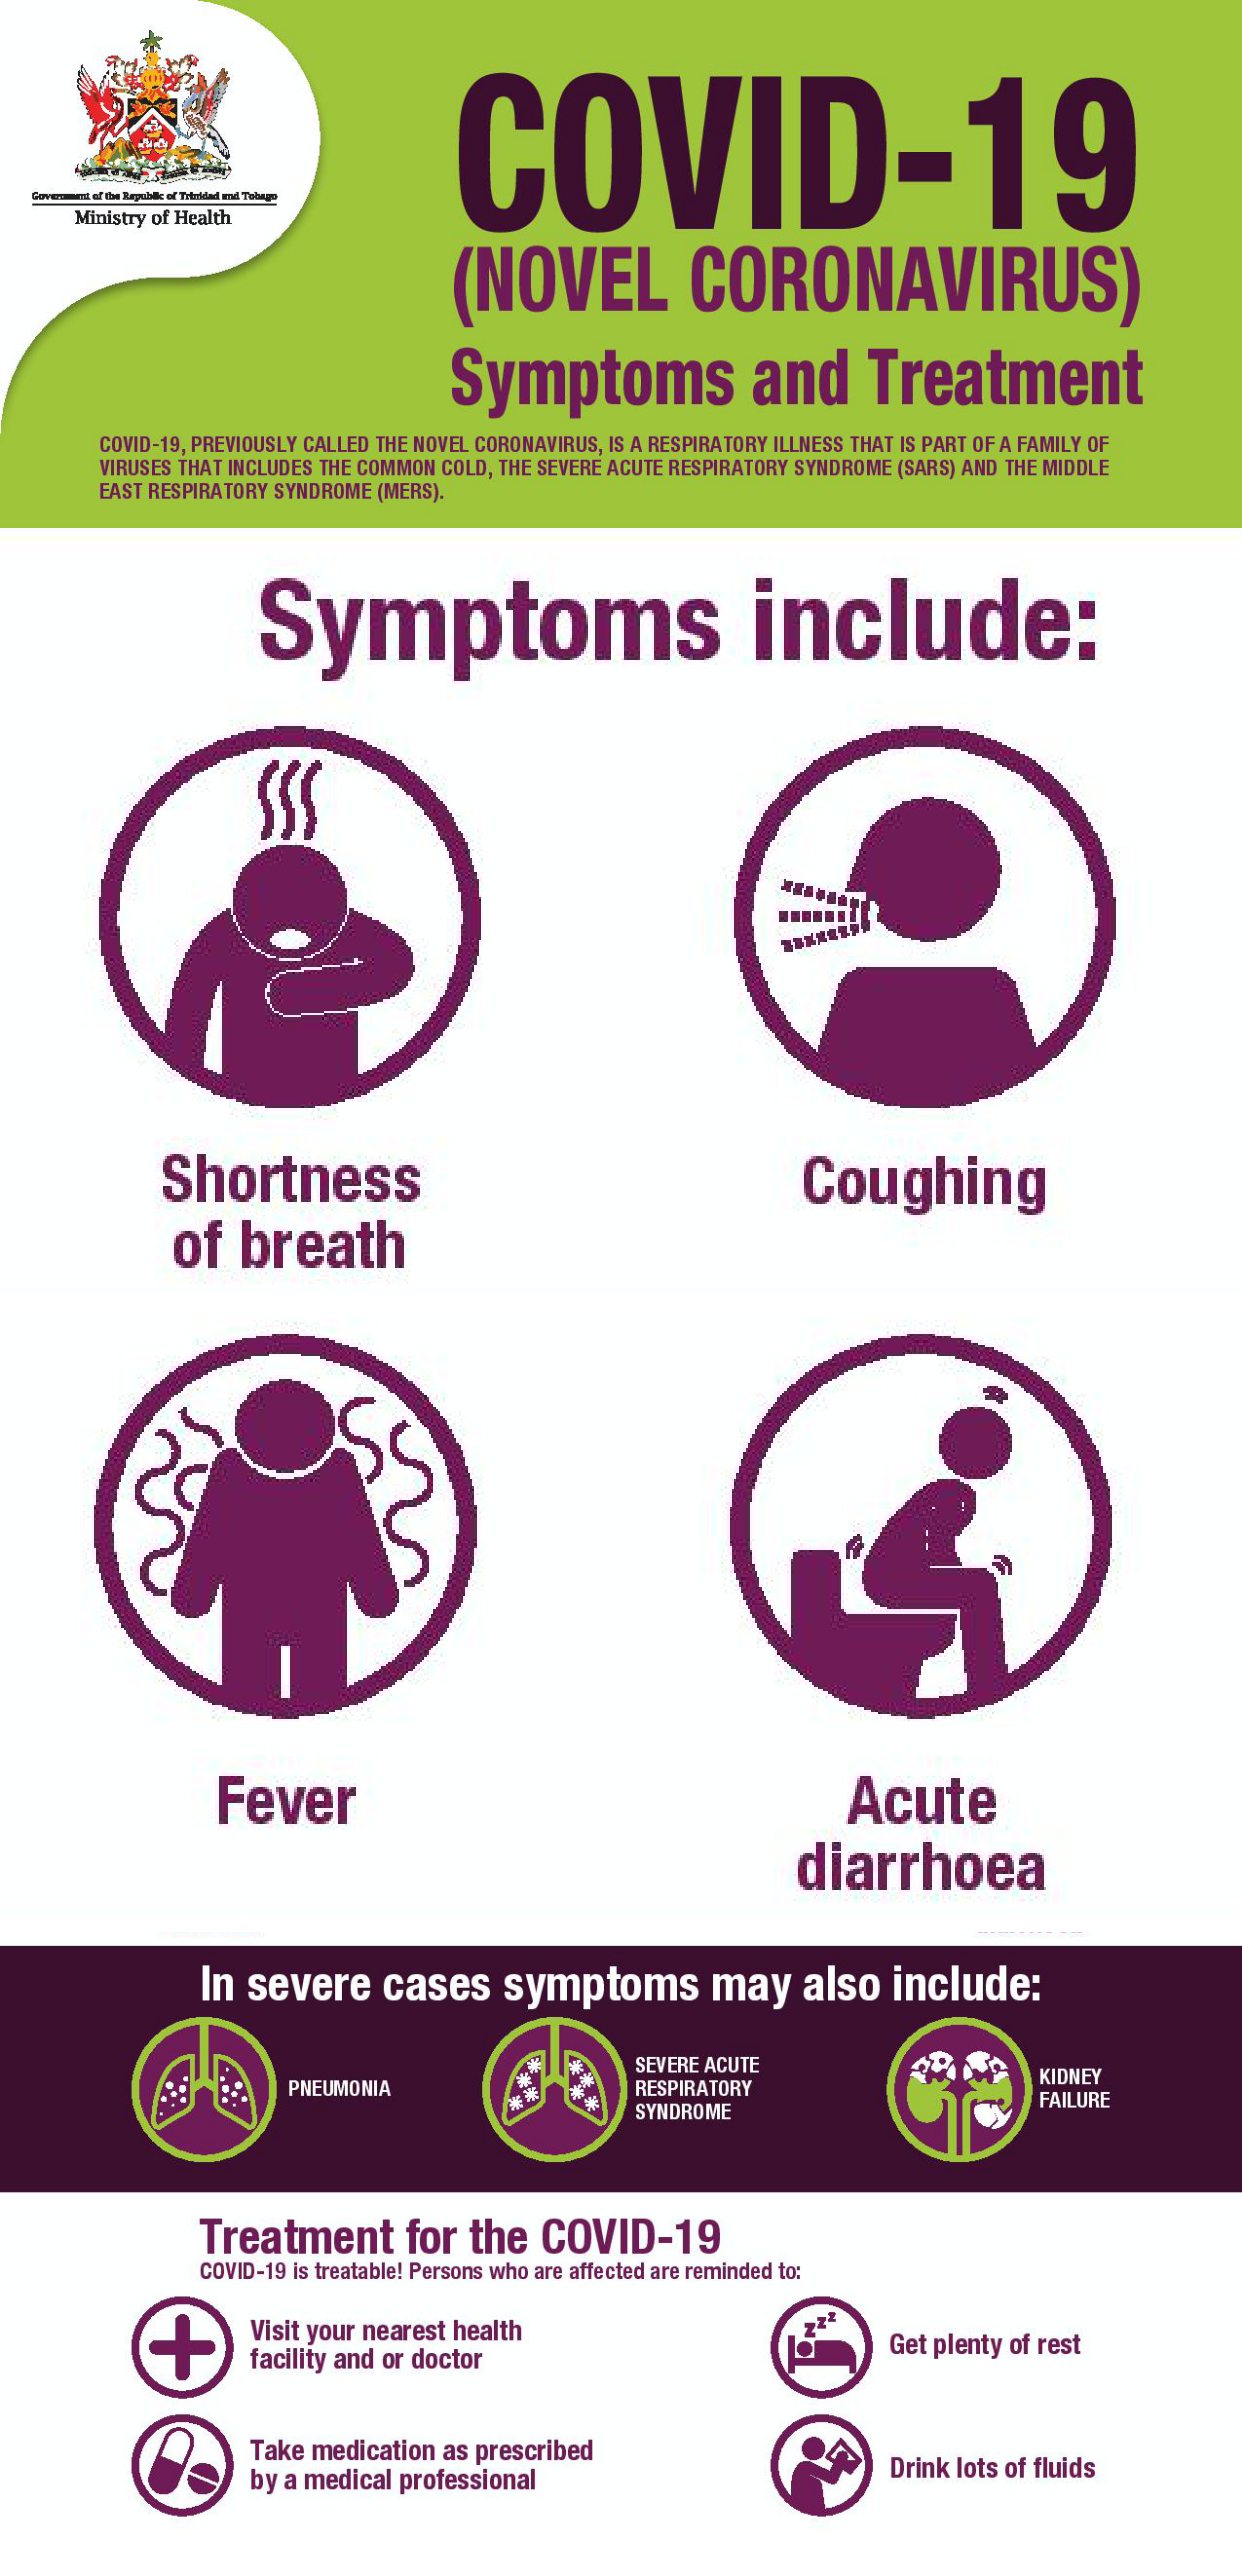 Government of the Republic of Trinidad and Tobago
Ministry of Health
COVID-19
(NOVEL CORONAVIRUS)
Symptoms and Treatment
COVID-19, PREVIOUSLY CALLED THE NOVEL CORONAVIRUS, IS A RESPIRATORY ILLNESS THAT IS PART OF A FAMILY OF
VIRUSES THAT INCLUDES THE COMMON COLD, THE SEVERE ACUTE RESPIRATORY SYNDROME (SARS) AND THE MIDDLE
EAST RESPIRATORY SYNDROME (MERS).
Symptoms include:
Shortness
of breath
Coughing
Fever
Acute
diarrhoea
In severe cases symptoms may also include:
PNEUMONIA
SEVERE ACUTE
RESPIRATORY
SYNDROME
KIDNEY
FAILURE
Treatment for the COVID-19
COVID-19 is treatable! Persons who are affected are reminded to:
Visit your nearest health
facility and or doctor
zzz
Get plenty of rest
Take medication as prescribed
by a medical professional
Drink lots of fluids